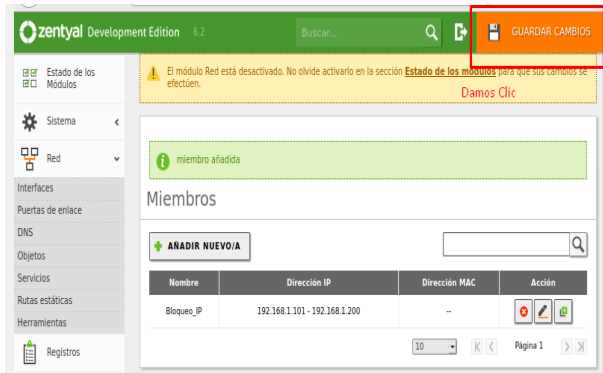 zentyal Development Edition 6.2
Buscar...
GUARDAR CAMBIOS
Estado de los
Módulos
Sistema
Red
Interfaces
Puertas de enlace
DNS
Objetos
Servicios
Rutas estáticas
Herramientas
Registros
El módulo Red está desactivado. No olvide activarlo en la sección Estado de los módulos para que sus cambios se
efectúen.
Damos Clic
miembro añadida
Miembros
AÑADIR NUEVO/A
Nombre Dirección IP Dirección MAC Acción
Bloqueo_IP 192.168.1.101 - 192.168.1.200 --
10 Página 1